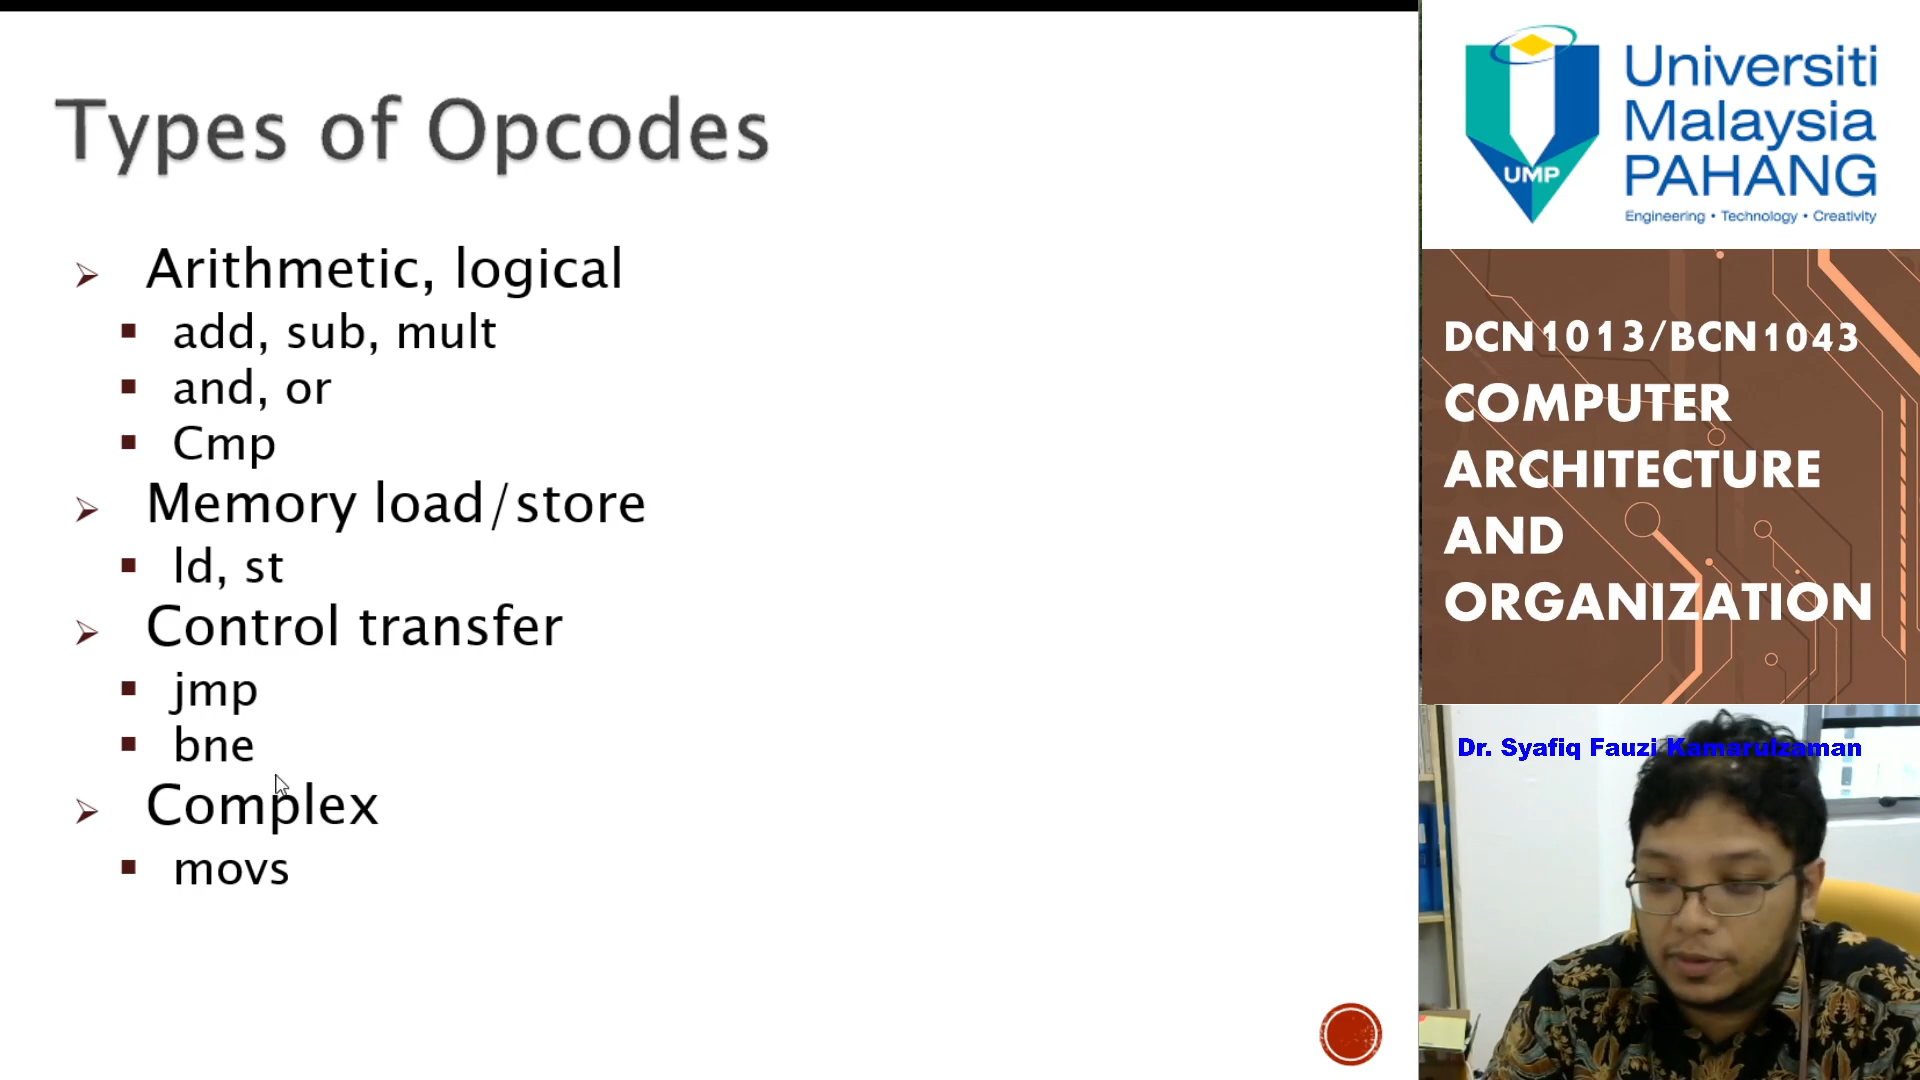 Types of Opcodes
Arithmetic, logical
add, sub, mult
and, or
Cmp
Memory load/store
ld, st
Control transfer
jmp
bne
Complex
movs
UMP
Universiti
Malaysia
PAHANG
Engineering • Technology • Creativity
DCN1013/BCN1043
COMPUTER
ARCHITECTURE
AND
ORGANIZATION
Dr. Syafiq Fauzi Kamarulzaman